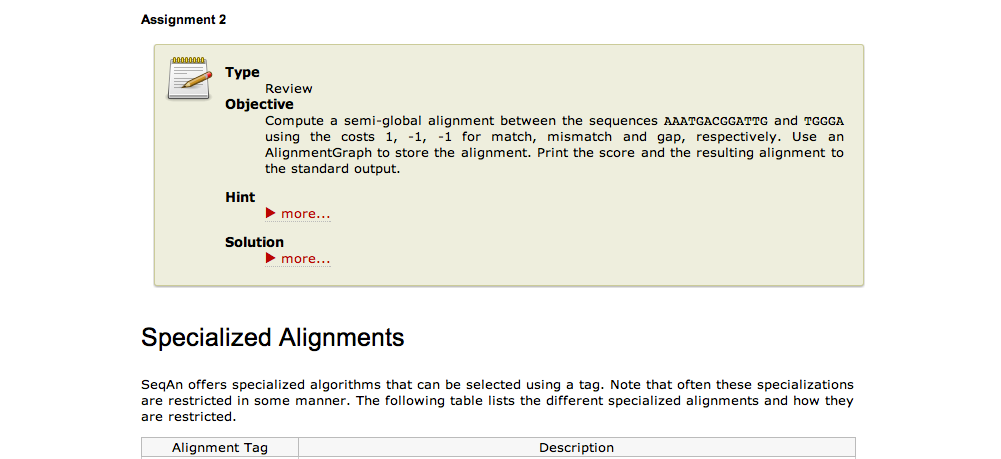 Assignment 2
Type
Review
Objective
Compute a semi-global alignment between the sequences AAATGACGGATTG and TGGGA
using the costs 1, -1, -1 for match, mismatch and gap, respectively. Use an
AlignmentGraph to store the alignment. Print the score and the resulting alignment to
the standard output.
Hint
▶ more...
Solution
▶ more...
Specialized Alignments
SeqAn offers specialized algorithms that can be selected using a tag. Note that often these specializations
are restricted in some manner. The following table lists the different specialized alignments and how they
are restricted.
Alignment Tag Description